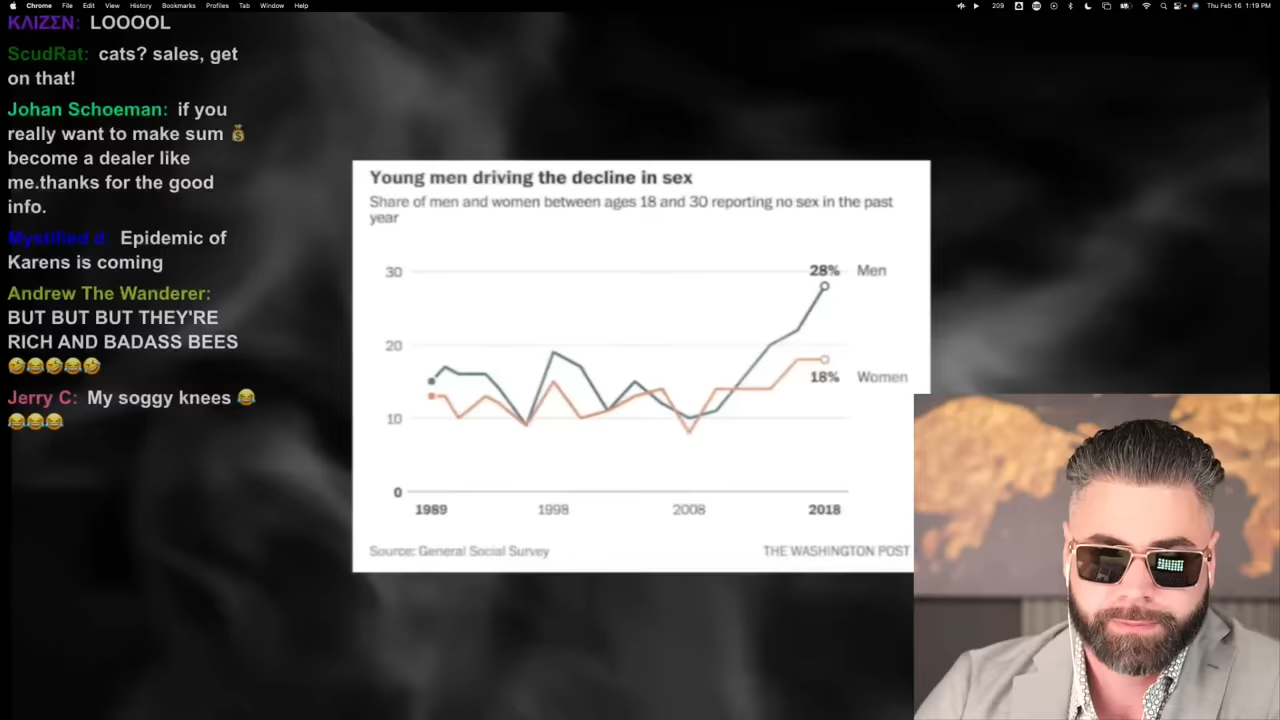 Chrome File Edit View History Bookmarks Profiles Tab Window Help 209 Thu Feb 16 1:19 PM
KΛIZΣN: LOOOOL
ScudRat: cats? sales, get
on that!
Johan Schoeman: if you
really want to make sum 💰
become a dealer like
me.thanks for the good
info.
Mystified d: Epidemic of
Karens is coming
Andrew The Wanderer:
BUT BUT BUT THEY'RE
RICH AND BADASS BEES
🤣😂🤣😂🤣
Jerry C: My soggy knees 😂
😂😂😂
Young men driving the decline in sex
Share of men and women between ages 18 and 30 reporting no sex in the past
year
30
28% Men
20
18% Women
10
0
1989 1998 2008 2018
Source: General Social Survey THE WASHINGTON POST